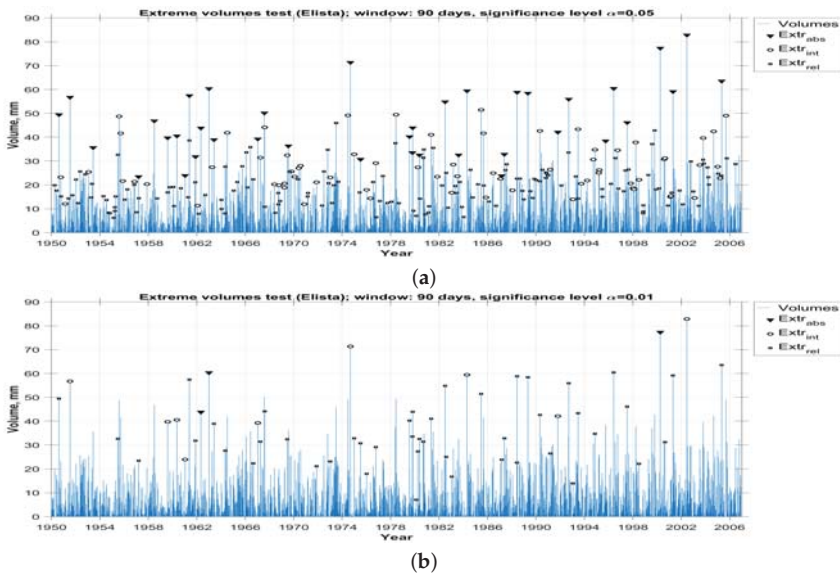 Extreme volumes test (Elista); window: 90 days, significance level α=0.05
90
80
70
60
50
40
30
20
10
0
Volume, mm
1950 1954 1958 1962 1966 1970 1974 1978 1982 1986 1990 1994 1998 2002 2006
Year
Volumes
Extr_abs
Extr_int
Extr_rel
(a)
Extreme volumes test (Elista); window: 90 days, significance level α=0.01
90
80
70
60
50
40
30
20
10
0
Volume, mm
1950 1954 1958 1962 1966 1970 1974 1978 1982 1986 1990 1994 1998 2002 2006
Year
Volumes
Extr_abs
Extr_int
Extr_rel
(b)